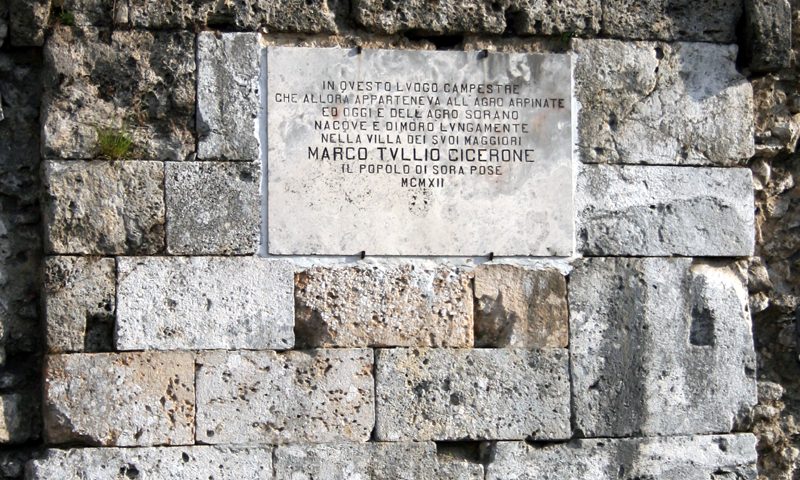 IN QVESTO LVOGO CAMPESTRE
CHE ALLORA APPARTENEVA ALL'AGRO ARPINATE
ED OGGI È DELL'AGRO SORANO
NACQVE E DIMORÒ LVNGAMENTE
NELLA VILLA DEI SVOI MAGGIORI
MARCO TVLLIO CICERONE
IL POPOLO DI SORA POSE
MCMXII